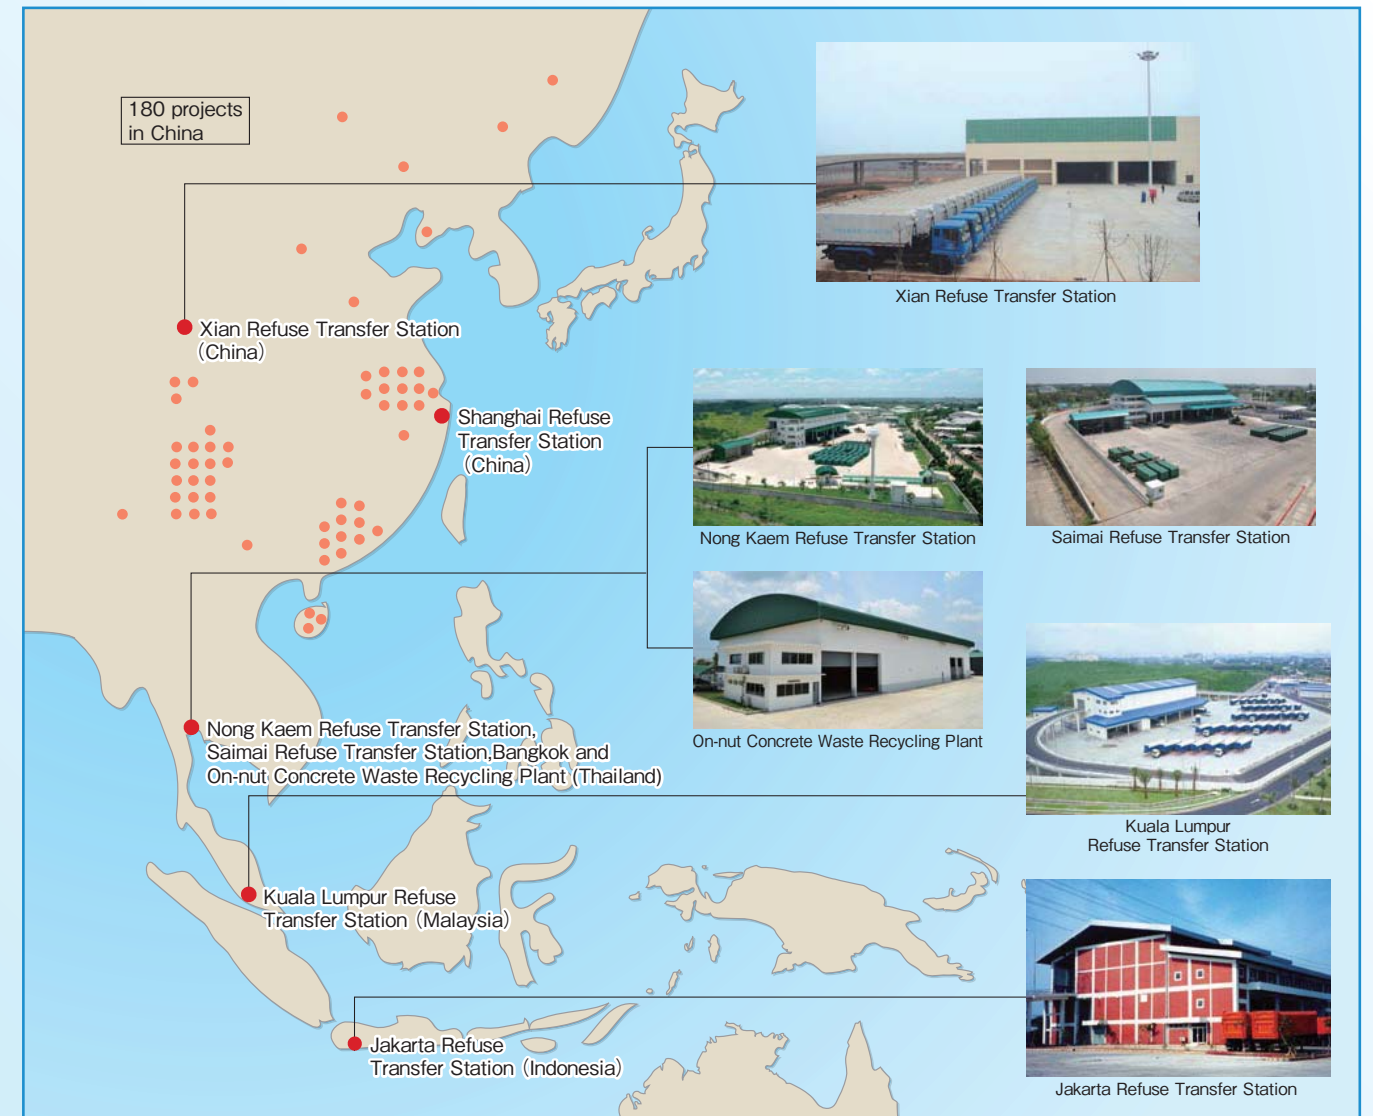 180 projects
in China
Xian Refuse Transfer Station
Xian Refuse Transfer Station
(China)
Shanghai Refuse
Transfer Station
(China)
Nong Kaem Refuse Transfer Station
Saimai Refuse Transfer Station
On-nut Concrete Waste Recycling Plant
Nong Kaem Refuse Transfer Station,
Saimai Refuse Transfer Station,Bangkok and
On-nut Concrete Waste Recycling Plant (Thailand)
Kuala Lumpur
Refuse Transfer Station
Kuala Lumpur Refuse
Transfer Station (Malaysia)
Jakarta Refuse
Transfer Station (Indonesia)
Jakarta Refuse Transfer Station